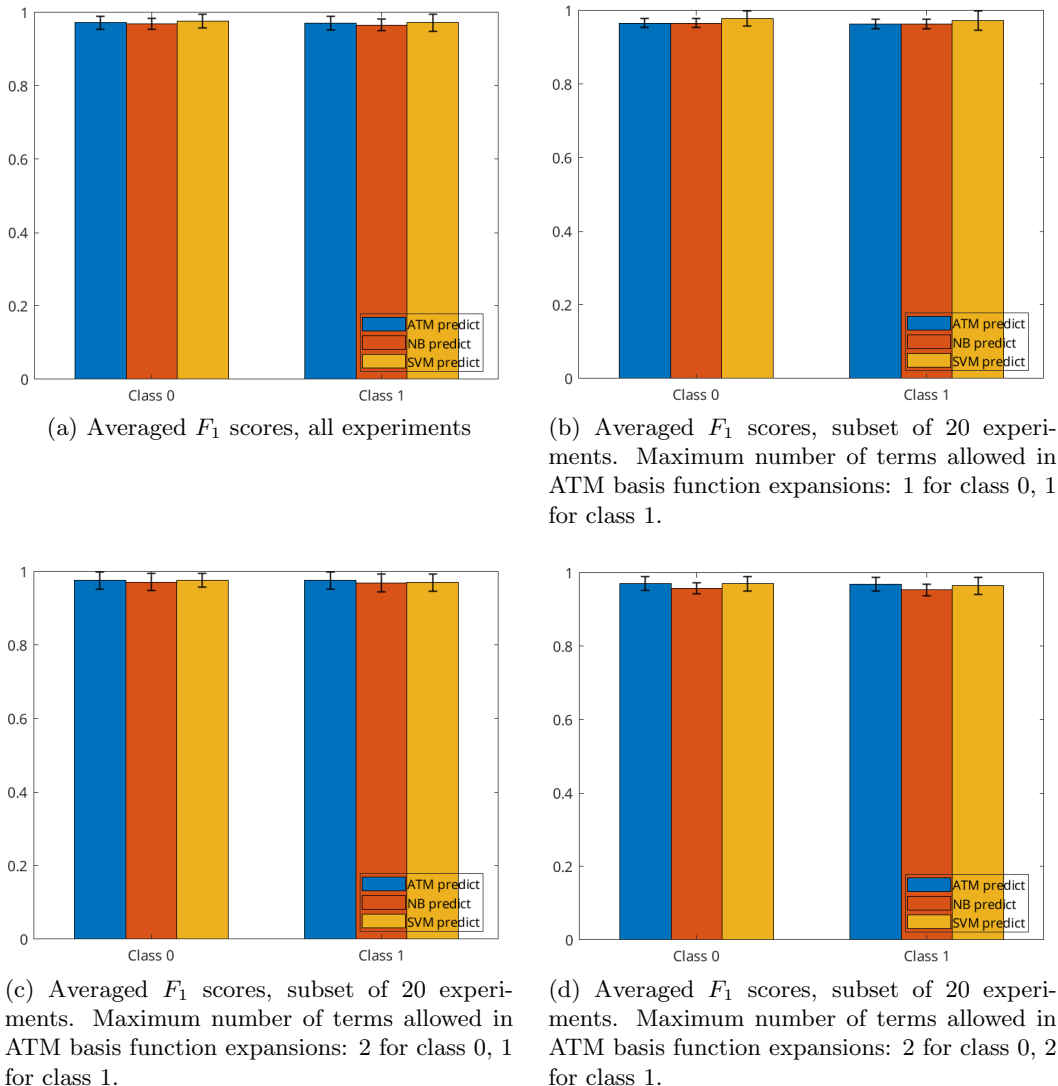 1
0.8
0.6
0.4
0.2
0
Class 0
Class 1
ATM predict
NB predict
SVM predict
(a) Averaged F₁ scores, all experiments
1
0.8
0.6
0.4
0.2
0
Class 0
Class 1
ATM predict
NB predict
SVM predict
(b) Averaged F₁ scores, subset of 20 experi-
ments. Maximum number of terms allowed in
ATM basis function expansions: 1 for class 0, 1
for class 1.
1
0.8
0.6
0.4
0.2
0
Class 0
Class 1
ATM predict
NB predict
SVM predict
(c) Averaged F₁ scores, subset of 20 experi-
ments. Maximum number of terms allowed in
ATM basis function expansions: 2 for class 0, 1
for class 1.
1
0.8
0.6
0.4
0.2
0
Class 0
Class 1
ATM predict
NB predict
SVM predict
(d) Averaged F₁ scores, subset of 20 experi-
ments. Maximum number of terms allowed in
ATM basis function expansions: 2 for class 0, 2
for class 1.